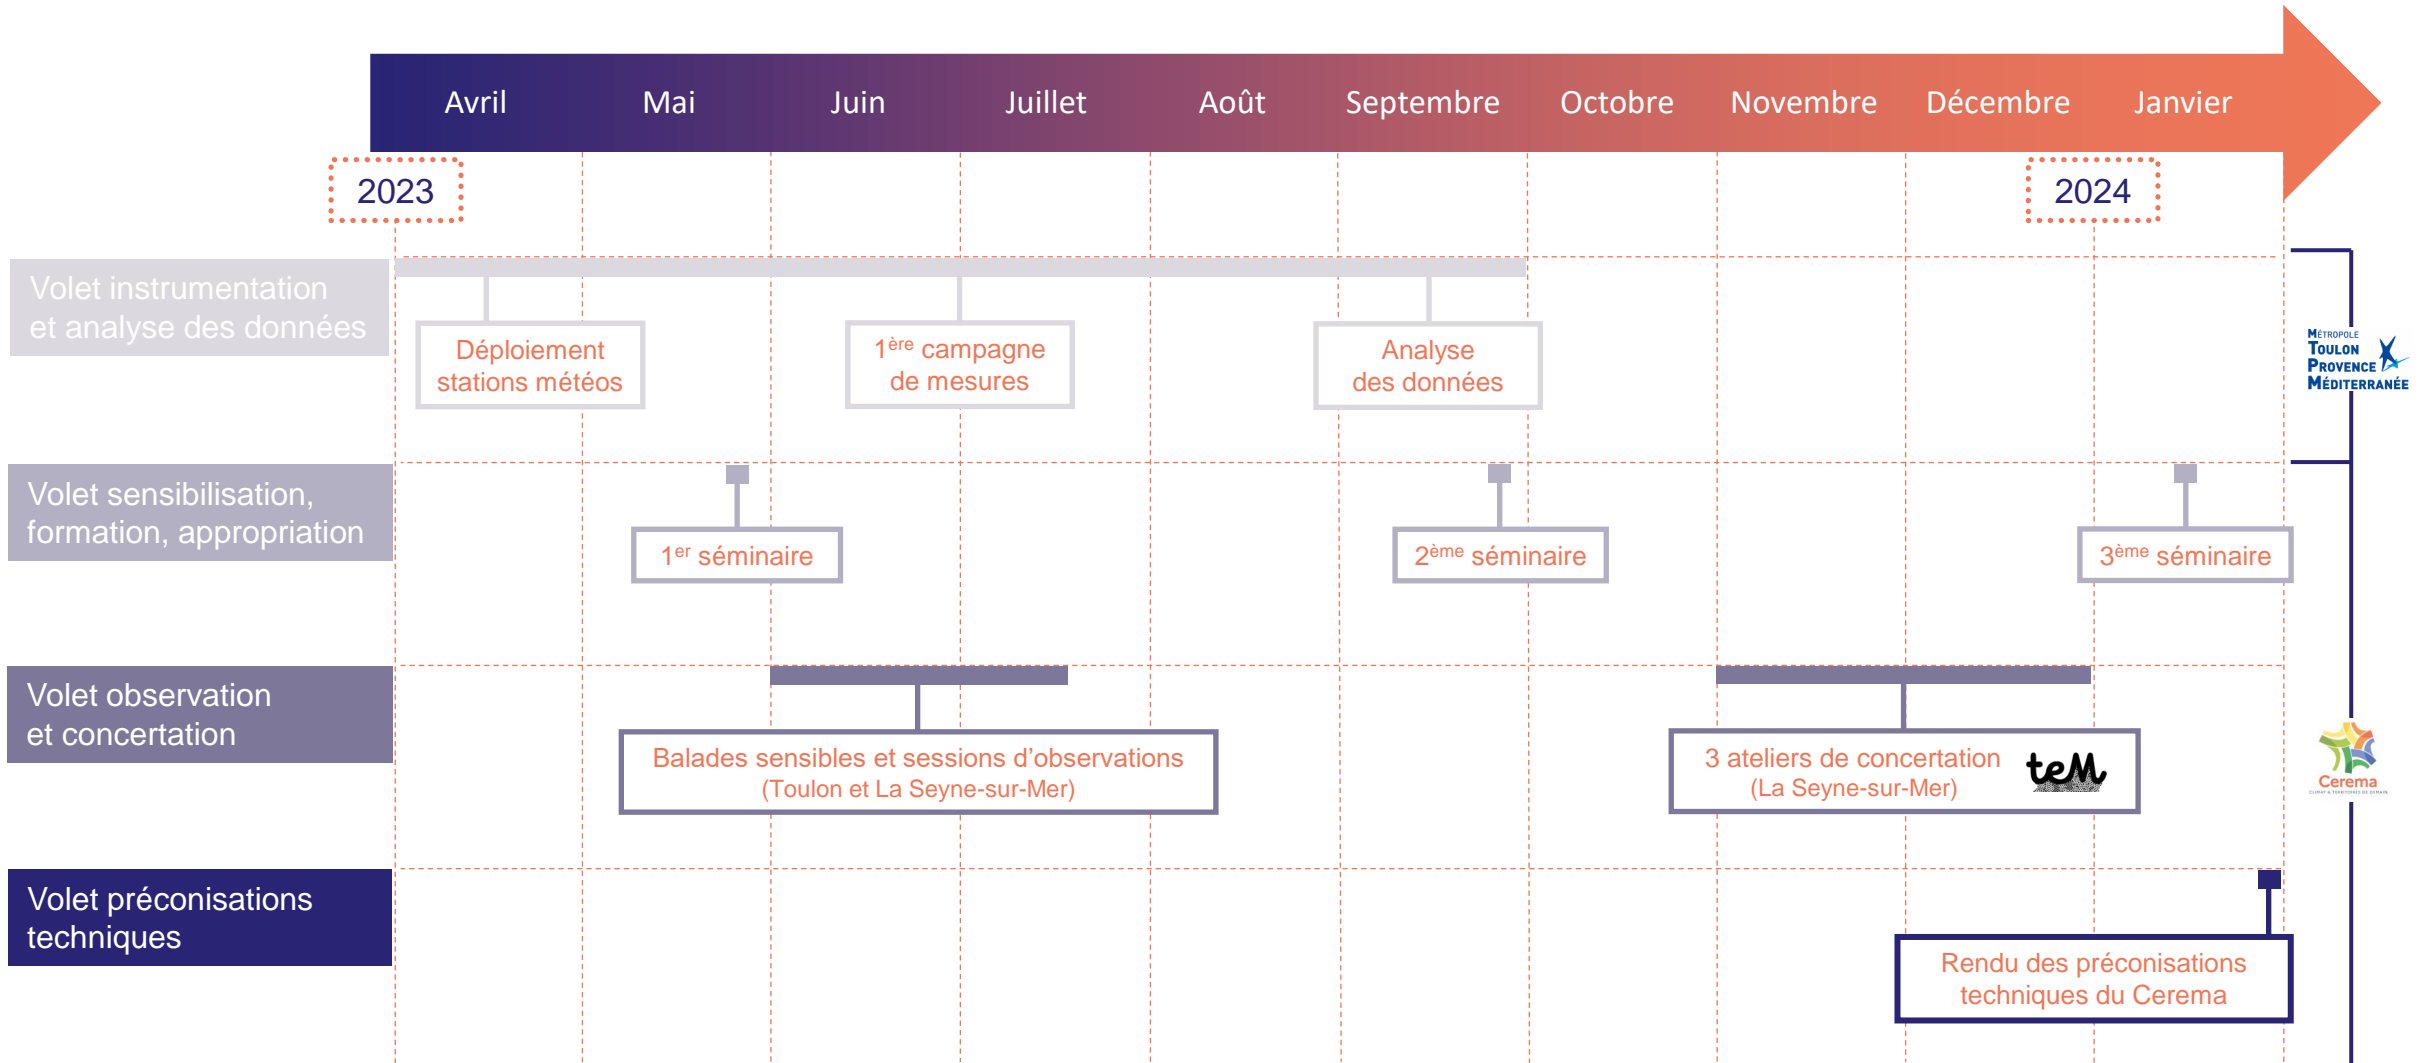 Avril Mai Juin Juillet Août Septembre Octobre Novembre Décembre Janvier
2023
2024
Volet instrumentation
et analyse des données
Déploiement
stations météos
1ère campagne
de mesures
Analyse
des données
MÉTROPOLE
TOULON
PROVENCE
MÉDITERRANÉE
Volet sensibilisation,
formation, appropriation
1er séminaire
2ème séminaire
3ème séminaire
Volet observation
et concertation
Balades sensibles et sessions d'observations
(Toulon et La Seyne-sur-Mer)
3 ateliers de concertation
(La Seyne-sur-Mer)
teM
Cerema
CLIMAT & TERRITOIRES DE DEMAIN
Volet préconisations
techniques
Rendu des préconisations
techniques du Cerema